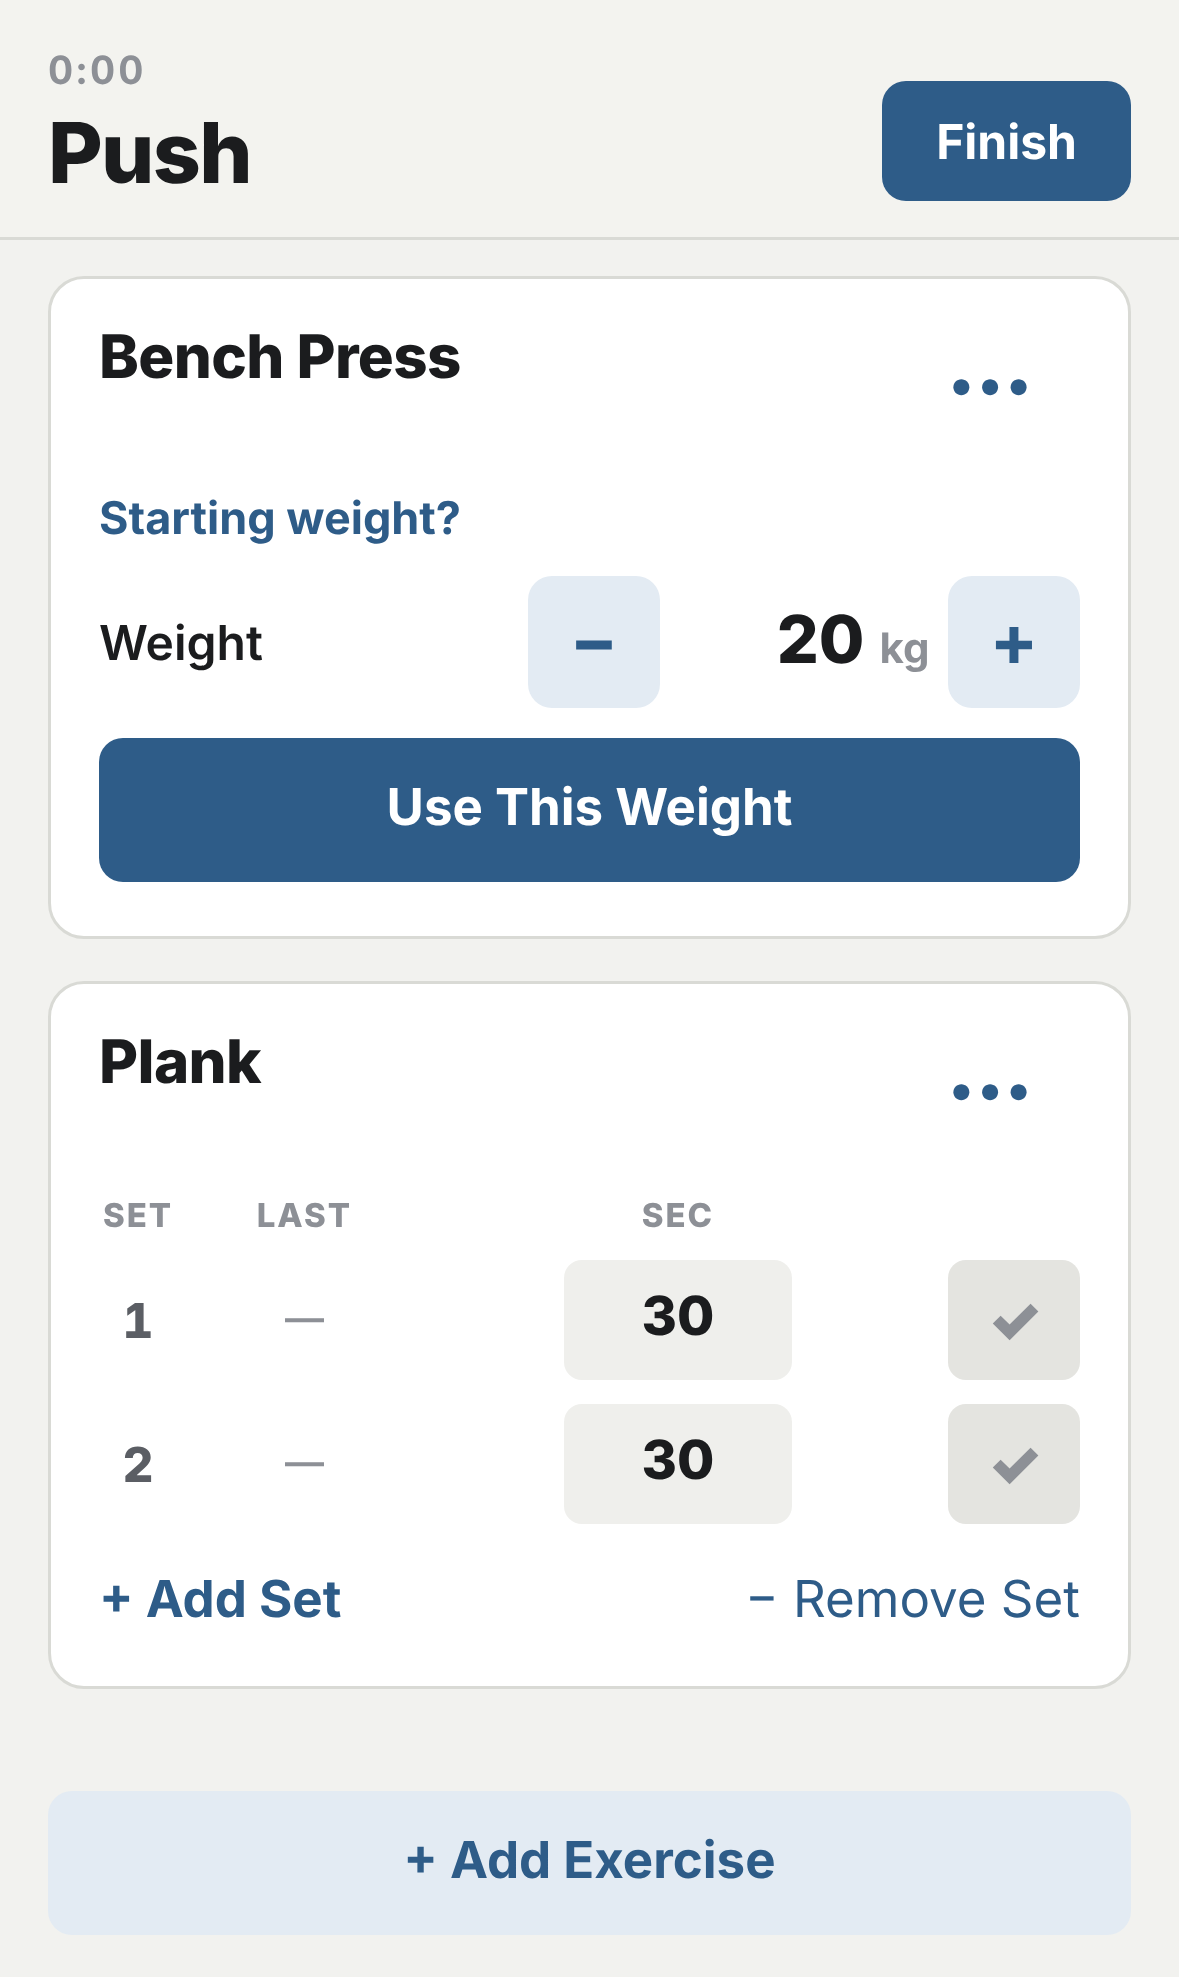 0:00
Push
Finish
Bench Press
•••
Starting weight?
Weight − 20 kg +
Use This Weight
Plank
•••
SET LAST SEC
1 — 30 ✓
2 — 30 ✓
+ Add Set − Remove Set
+ Add Exercise